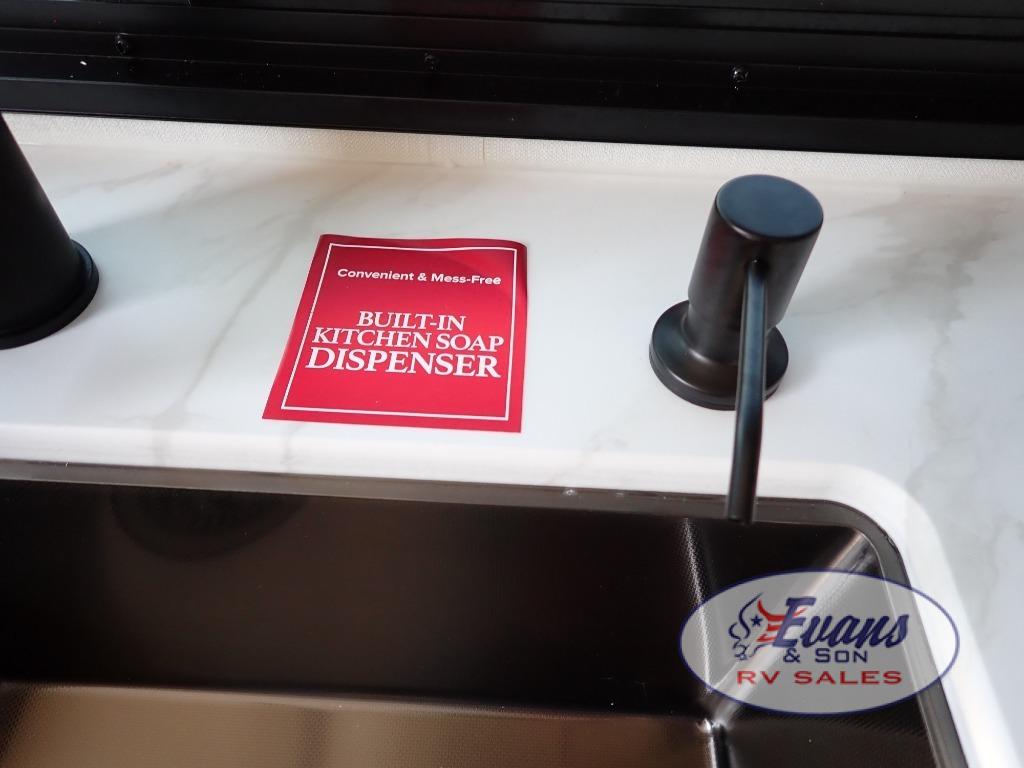 Convenient & Mess-Free
BUILT-IN
KITCHEN SOAP
DISPENSER
Evans
& SON
RV SALES